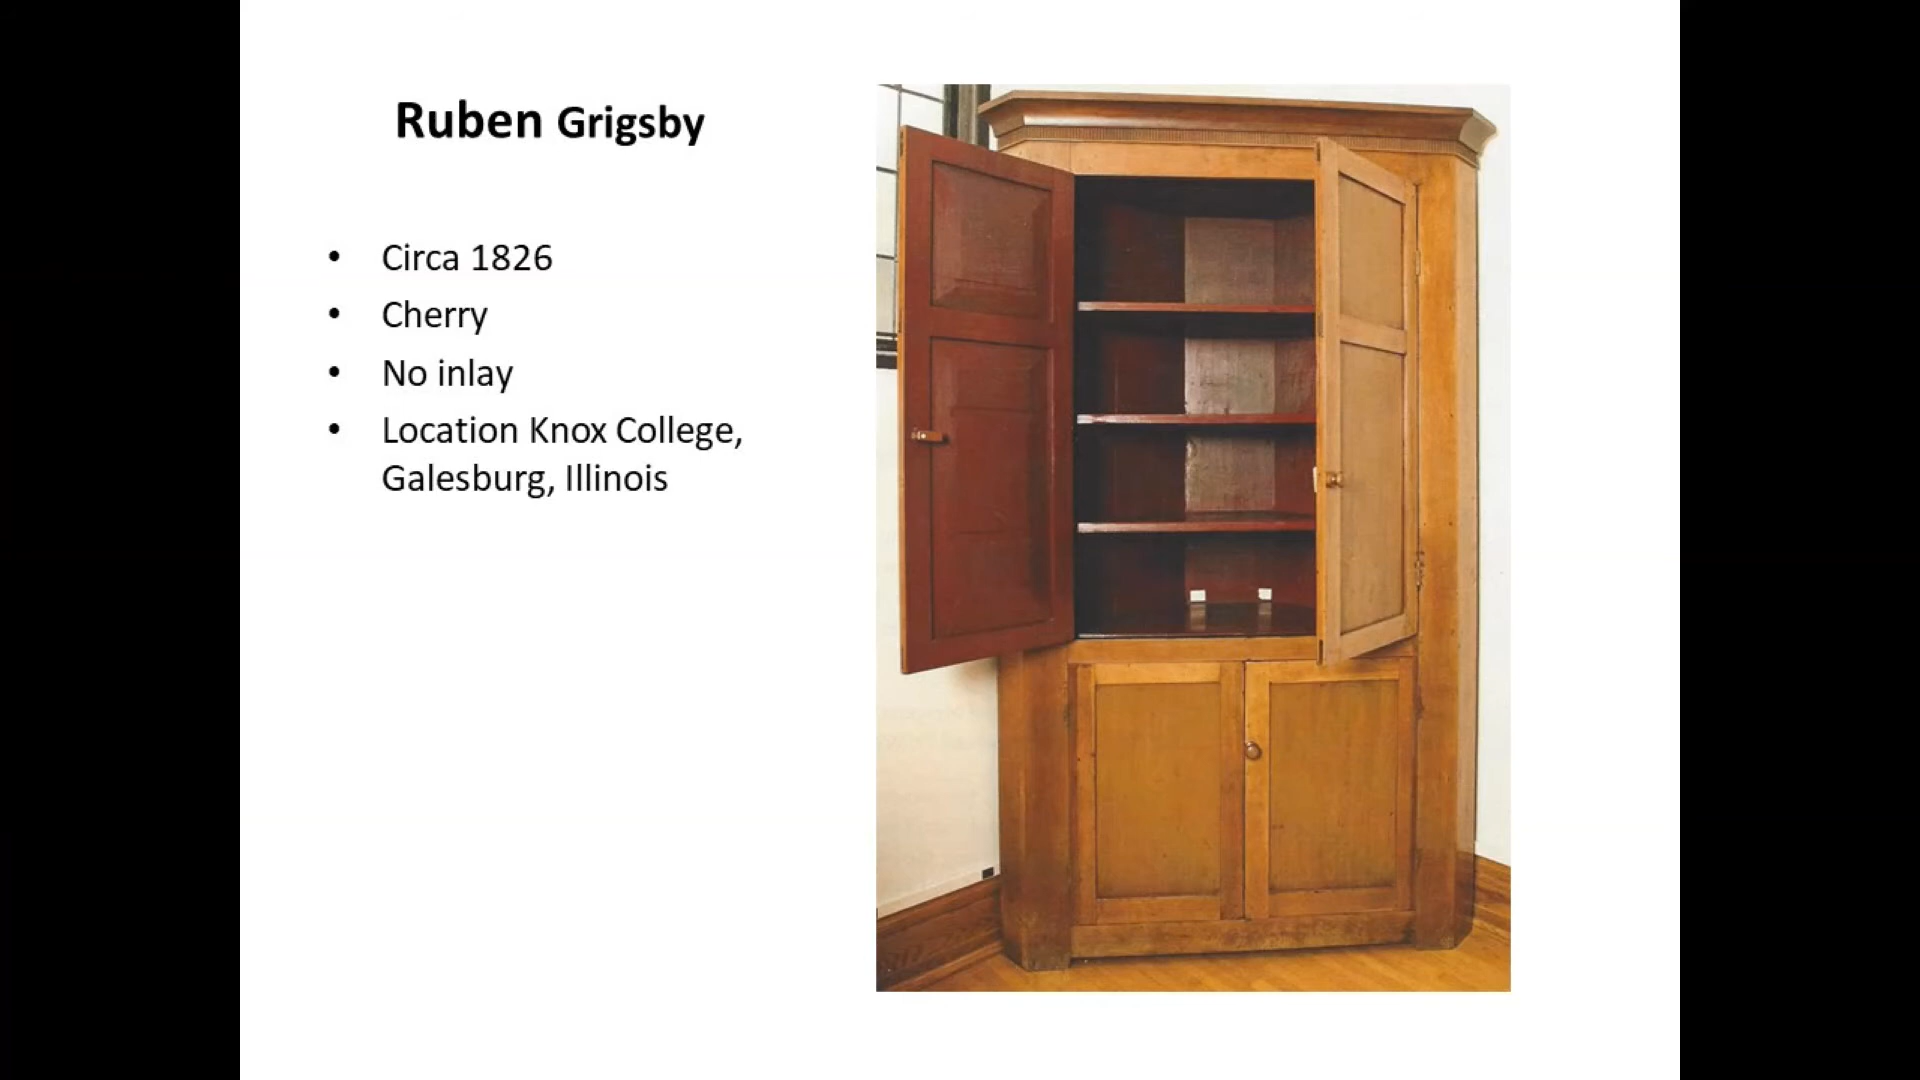 Ruben Grigsby
• Circa 1826
• Cherry
• No inlay
• Location Knox College,
Galesburg, Illinois